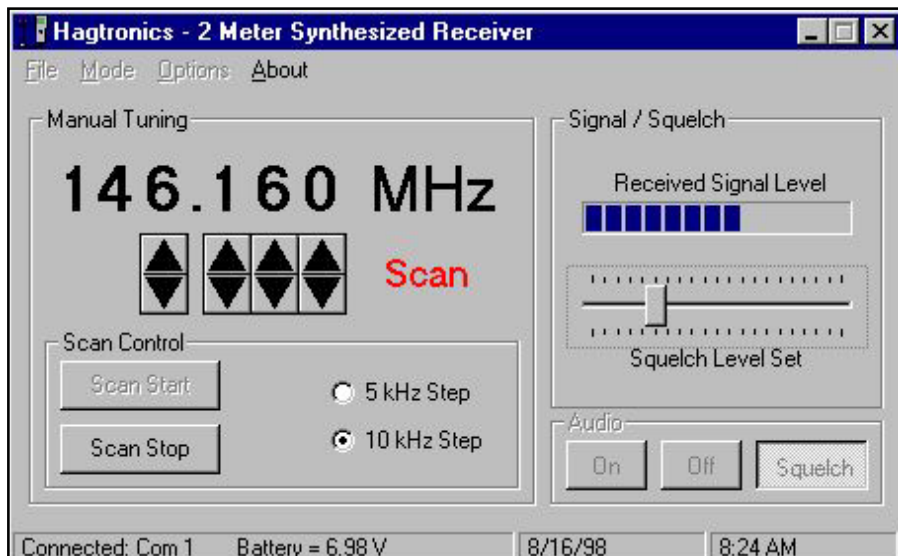 Hagtronics - 2 Meter Synthesized Receiver
File Mode Options About
Manual Tuning
146.160 MHz
Scan
Scan Control
Scan Start
5 kHz Step
Scan Stop
10 kHz Step
Signal / Squelch
Received Signal Level
Squelch Level Set
Audio
On Off Squelch
Connected: Com 1 Battery = 6.98 V 8/16/98 8:24 AM